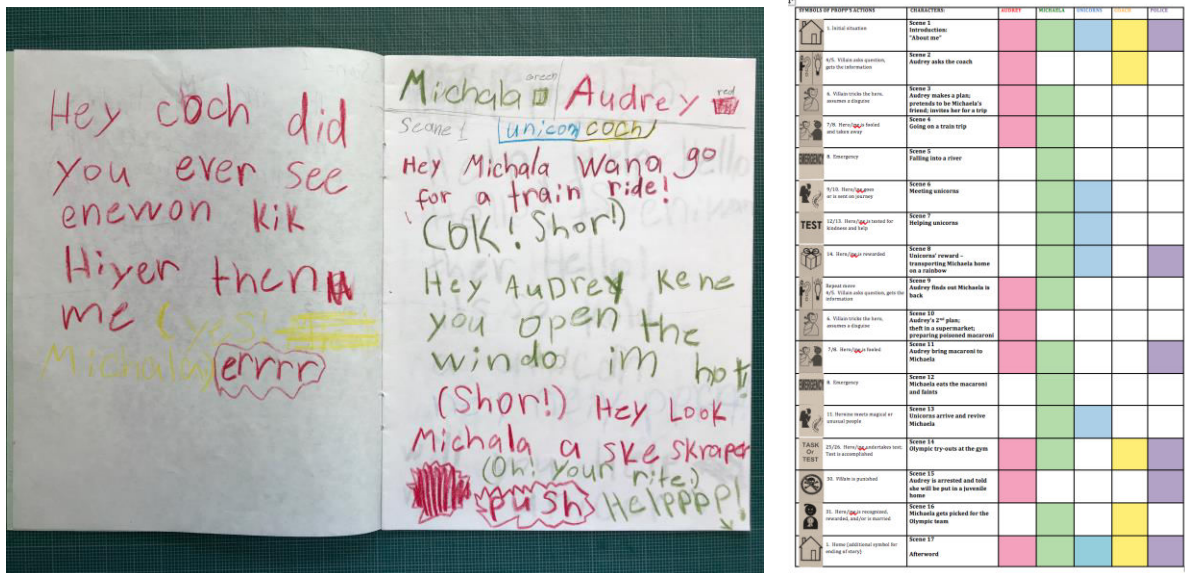 Hey coch did
you ever see
enewon kik
Hiyer then
me (yes!
Michala)
errrr
Michala green Audrey red
Scane 1 unicon coch
Hey Michala Wana go
for a train ride!
(OK! Shor!)
Hey AuDrey Kene
you open the
windo im hot!
(Shor!) Hey Look
Michala a ske skraper
(Oh! your rite.)
push Helpppp!
SYMBOLS OF PROPP'S ACTIONS CHARACTERS: AUDREY MICHAELA UNICORNS COACH POLICE
1. Initial situation
Scene 1
Introduction:
"About me"
4/5. Villain asks question,
gets the information
Scene 2
Audrey asks the coach
6. Villain tricks the hero,
assumes a disguise
Scene 3
Audrey makes a plan;
pretends to be Michaela's
friend; invites her for a trip
7/8. Hero/ine is fooled
and takes away
Scene 4
Going on a train trip
EMERGENCY
8. Emergency
Scene 5
Falling into a river
9/10. Hero/ine goes
or is sent on journey
Scene 6
Meeting unicorns
TEST
12/13. Hero/ine is tested for
kindness and help
Scene 7
Helping unicorns
14. Hero/ine is rewarded
Scene 8
Unicorns' reward –
transporting Michaela home
on a rainbow
Repeat move
4/5. Villain asks question, gets the
information
Scene 9
Audrey finds out Michaela is
back
6. Villain tricks the hero,
assumes a disguise
Scene 10
Audrey's 2nd plan;
theft in a supermarket;
preparing poisoned macaroni
7/8. Hero/ine is fooled
Scene 11
Audrey bring macaroni to
Michaela
EMERGENCY
8. Emergency
Scene 12
Michaela eats the macaroni
and faints
11. Heroine meets magical or
unusual people
Scene 13
Unicorns arrive and revive
Michaela
TASK
Or
TEST
25/26. Hero/ine undertakes test.
Test is accomplished
Scene 14
Olympic try-outs at the gym
30. Villain is punished
Scene 15
Audrey is arrested and told
she will be put in a juvenile
home
31. Hero/ine is recognized,
rewarded, and/or is married
Scene 16
Michaela gets picked for the
Olympic team
1. Home (additional symbol for
ending of story)
Scene 17
Afterword